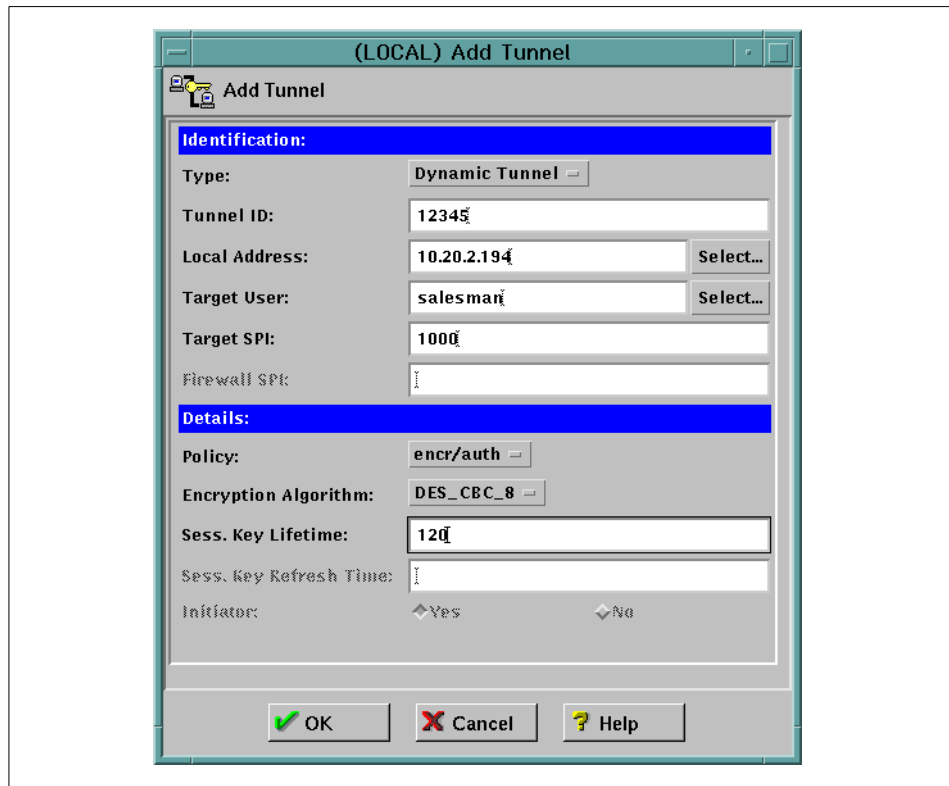 (LOCAL) Add Tunnel
Add Tunnel
Identification:
Type: Dynamic Tunnel
Tunnel ID: 12345
Local Address: 10.20.2.194 Select...
Target User: salesman Select...
Target SPI: 1000
Firewall SPI:
Details:
Policy: encr/auth
Encryption Algorithm: DES_CBC_8
Sess. Key Lifetime: 120
Sess. Key Refresh Time:
Initiator: Yes No
OK Cancel Help